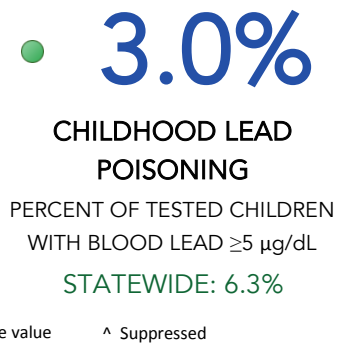 3.0%
CHILDHOOD LEAD
POISONING
PERCENT OF TESTED CHILDREN
WITH BLOOD LEAD ≥5 µg/dL
STATEWIDE: 6.3%
e value ^ Suppressed